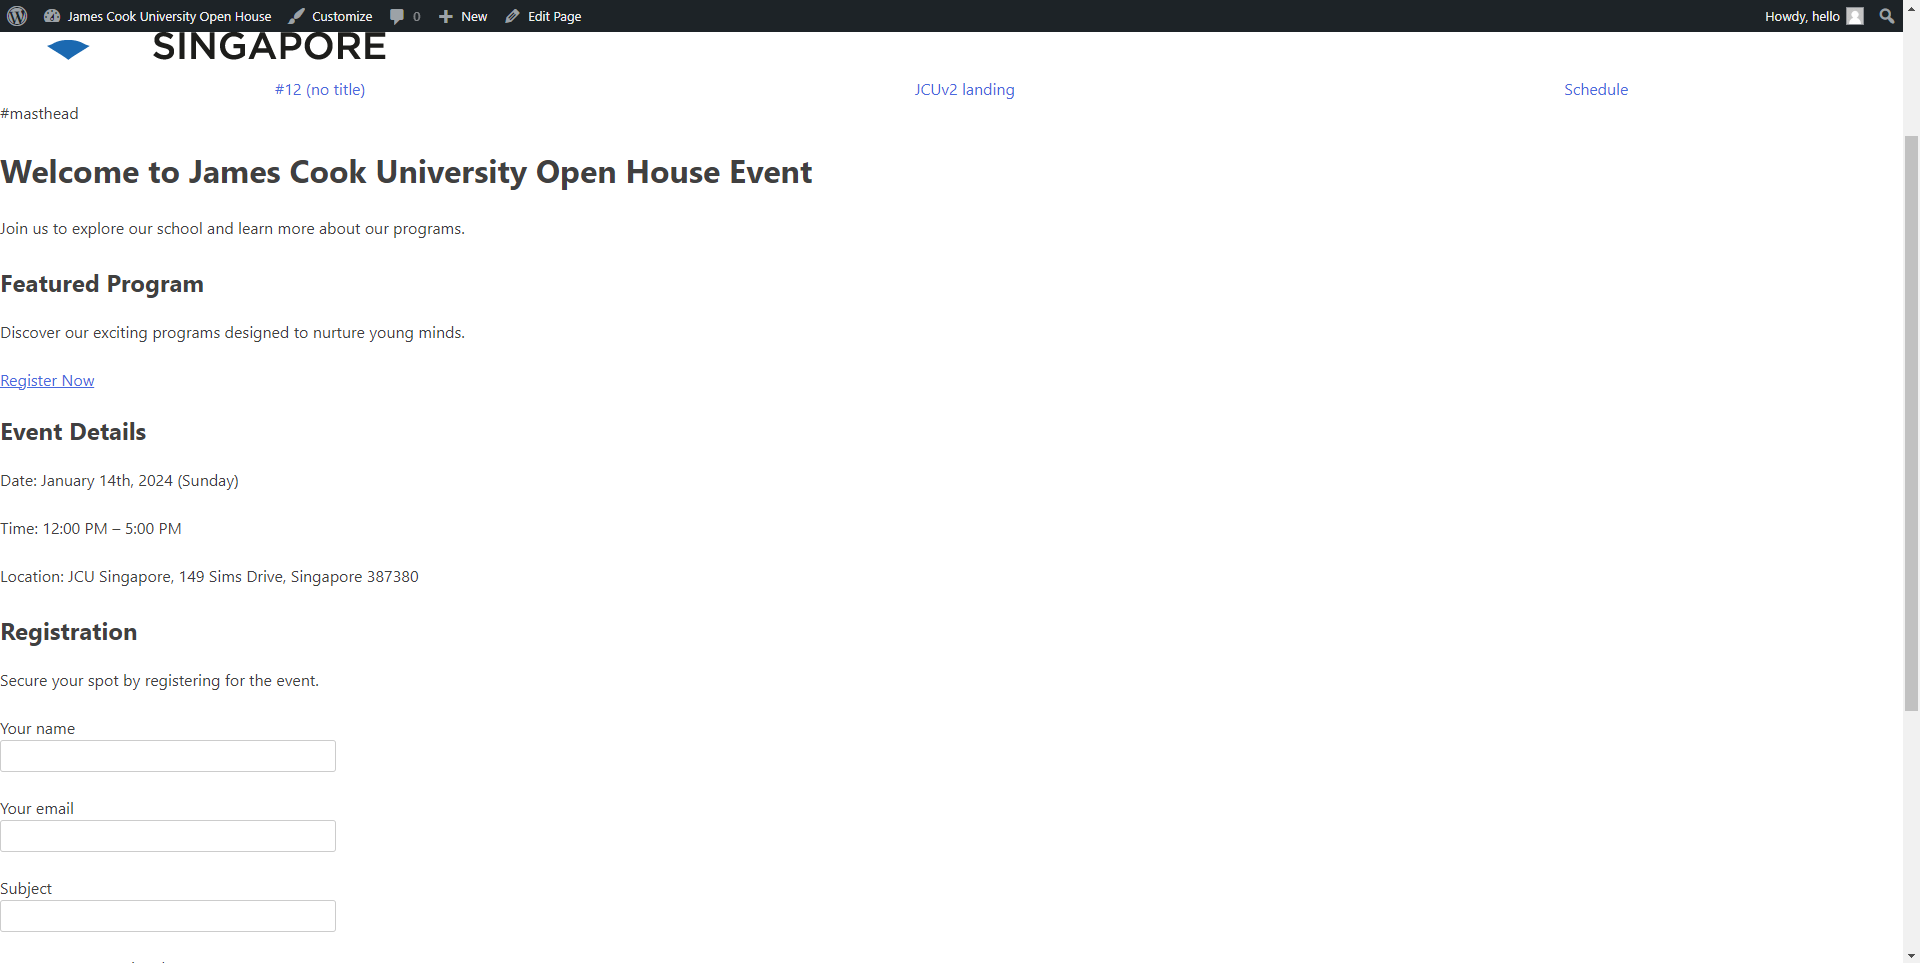 James Cook University Open House Customize 0 New Edit Page Howdy, hello
SINGAPORE
#12 (no title) JCUv2 landing Schedule
#masthead
Welcome to James Cook University Open House Event
Join us to explore our school and learn more about our programs.
Featured Program
Discover our exciting programs designed to nurture young minds.
Register Now
Event Details
Date: January 14th, 2024 (Sunday)
Time: 12:00 PM – 5:00 PM
Location: JCU Singapore, 149 Sims Drive, Singapore 387380
Registration
Secure your spot by registering for the event.
Your name
Your email
Subject